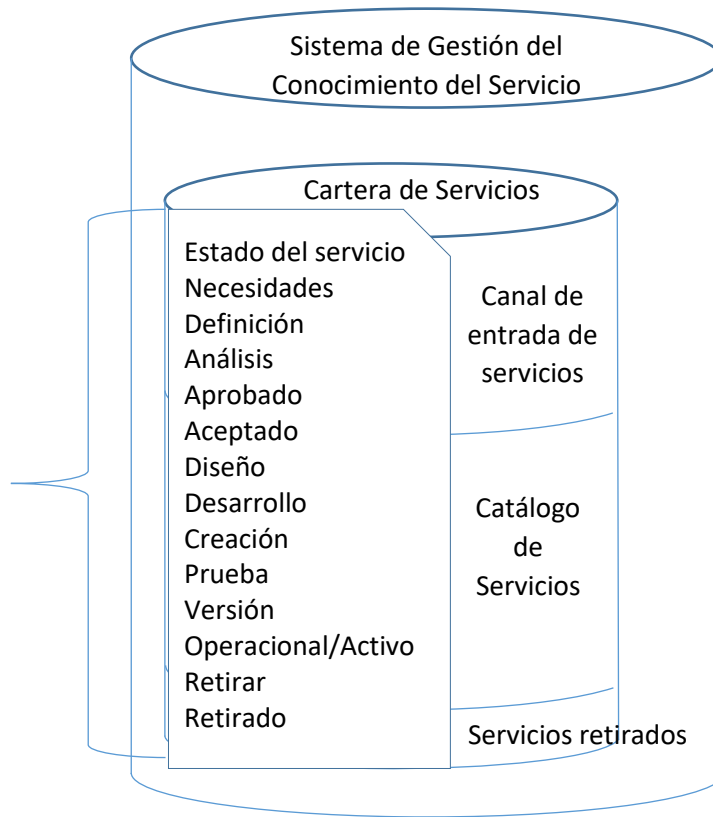 Sistema de Gestión del
Conocimiento del Servicio
Cartera de Servicios
Estado del servicio
Necesidades
Definición
Análisis
Aprobado
Aceptado
Diseño
Desarrollo
Creación
Prueba
Versión
Operacional/Activo
Retirar
Retirado
Canal de
entrada de
servicios
Catálogo
de
Servicios
Servicios retirados